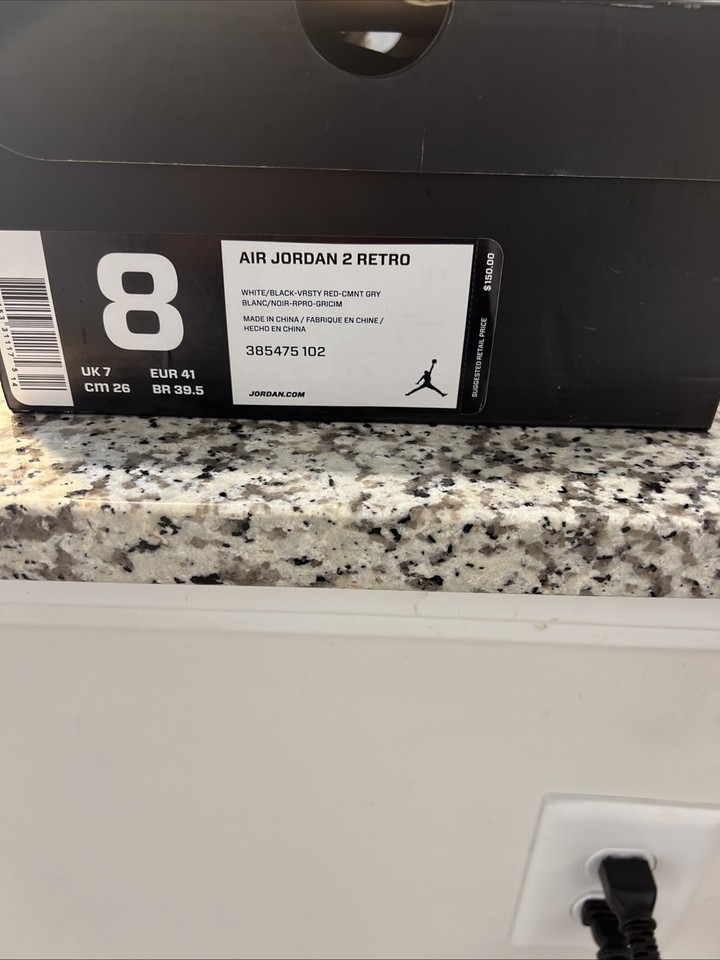 8
UK 7 EUR 41
cm 26 BR 39.5
AIR JORDAN 2 RETRO
WHITE/BLACK-VRSTY RED-CMNT GRY
BLANC/NOIR-RPRO-GRICIM
MADE IN CHINA / FABRIQUE EN CHINE /
HECHO EN CHINA
385475 102
JORDAN.COM
SUGGESTED RETAIL PRICE $150.00